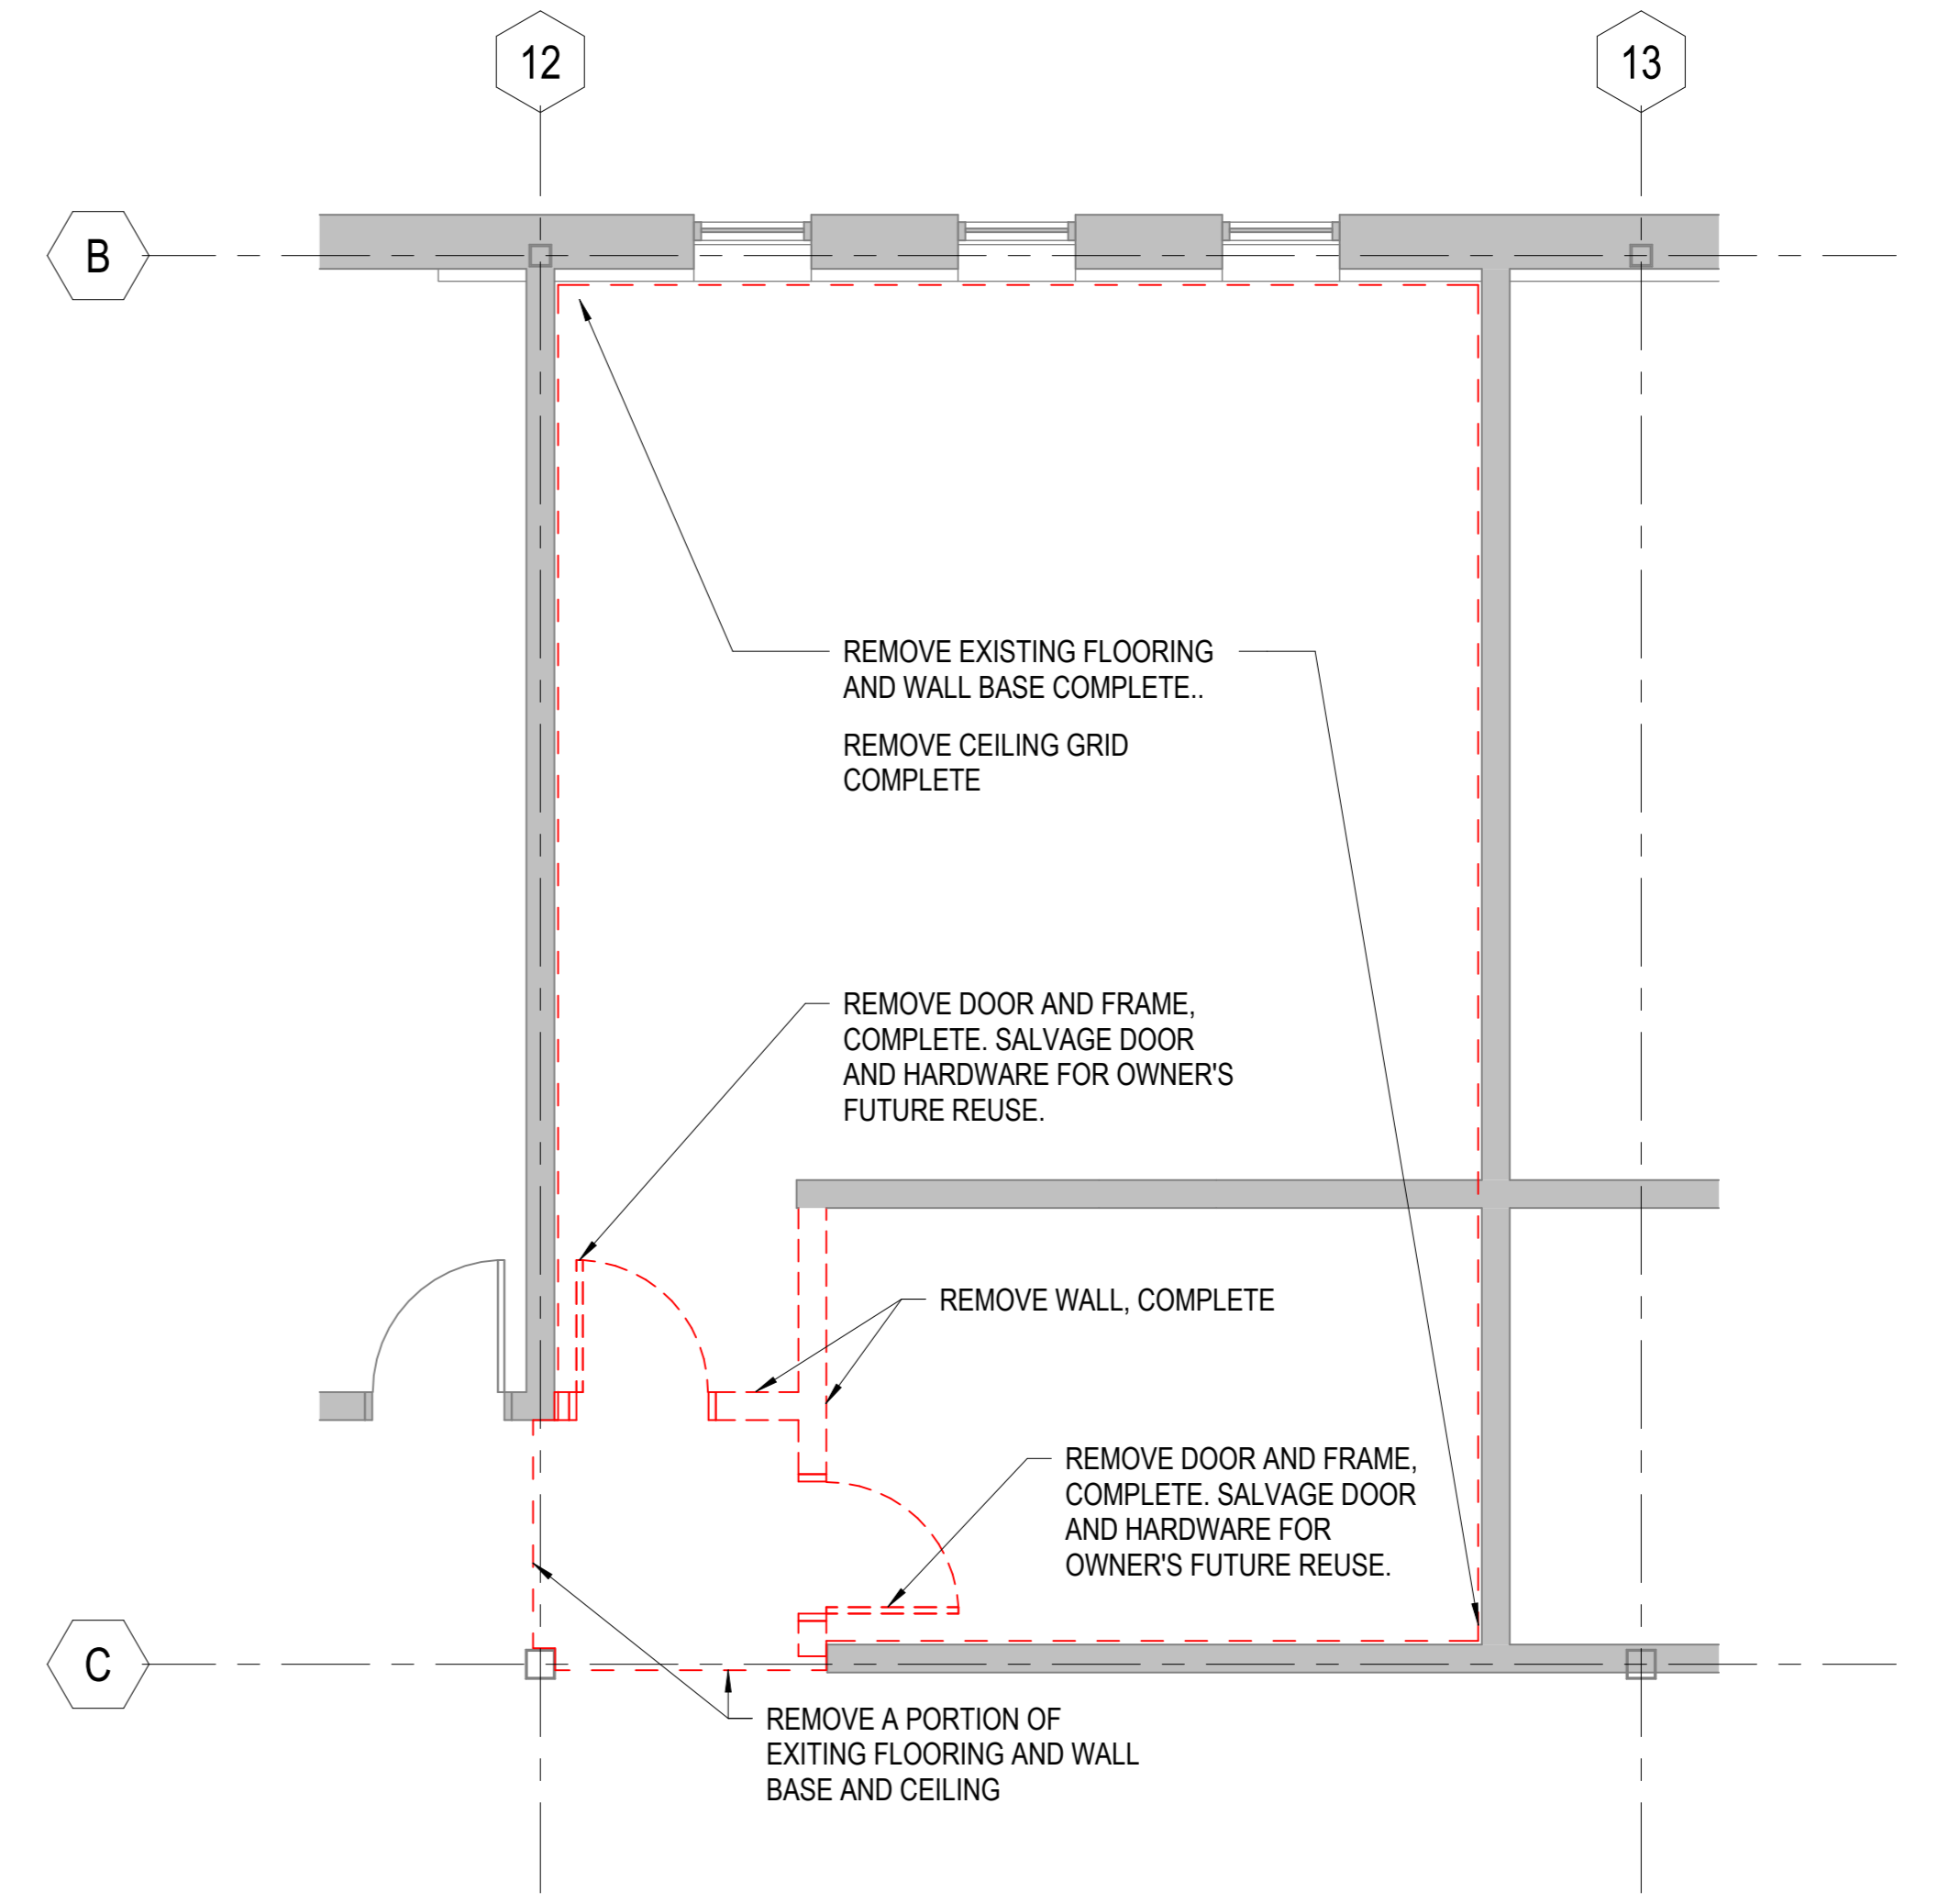 12
13
B
REMOVE EXISTING FLOORING
AND WALL BASE COMPLETE..
REMOVE CEILING GRID
COMPLETE
REMOVE DOOR AND FRAME,
COMPLETE. SALVAGE DOOR
AND HARDWARE FOR OWNER'S
FUTURE REUSE.
REMOVE WALL, COMPLETE
REMOVE DOOR AND FRAME,
COMPLETE. SALVAGE DOOR
AND HARDWARE FOR
OWNER'S FUTURE REUSE.
C
REMOVE A PORTION OF
EXITING FLOORING AND WALL
BASE AND CEILING